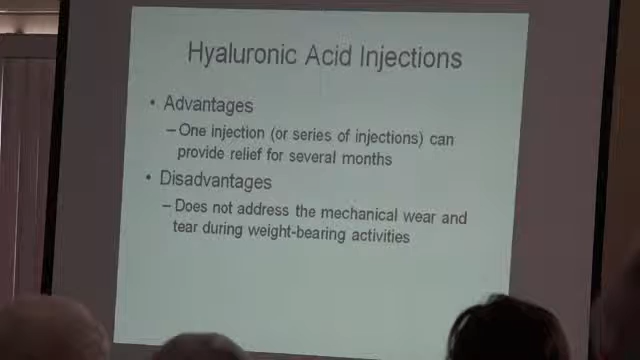 Hyaluronic Acid Injections
• Advantages
– One injection (or series of injections) can
provide relief for several months
• Disadvantages
– Does not address the mechanical wear and
tear during weight-bearing activities